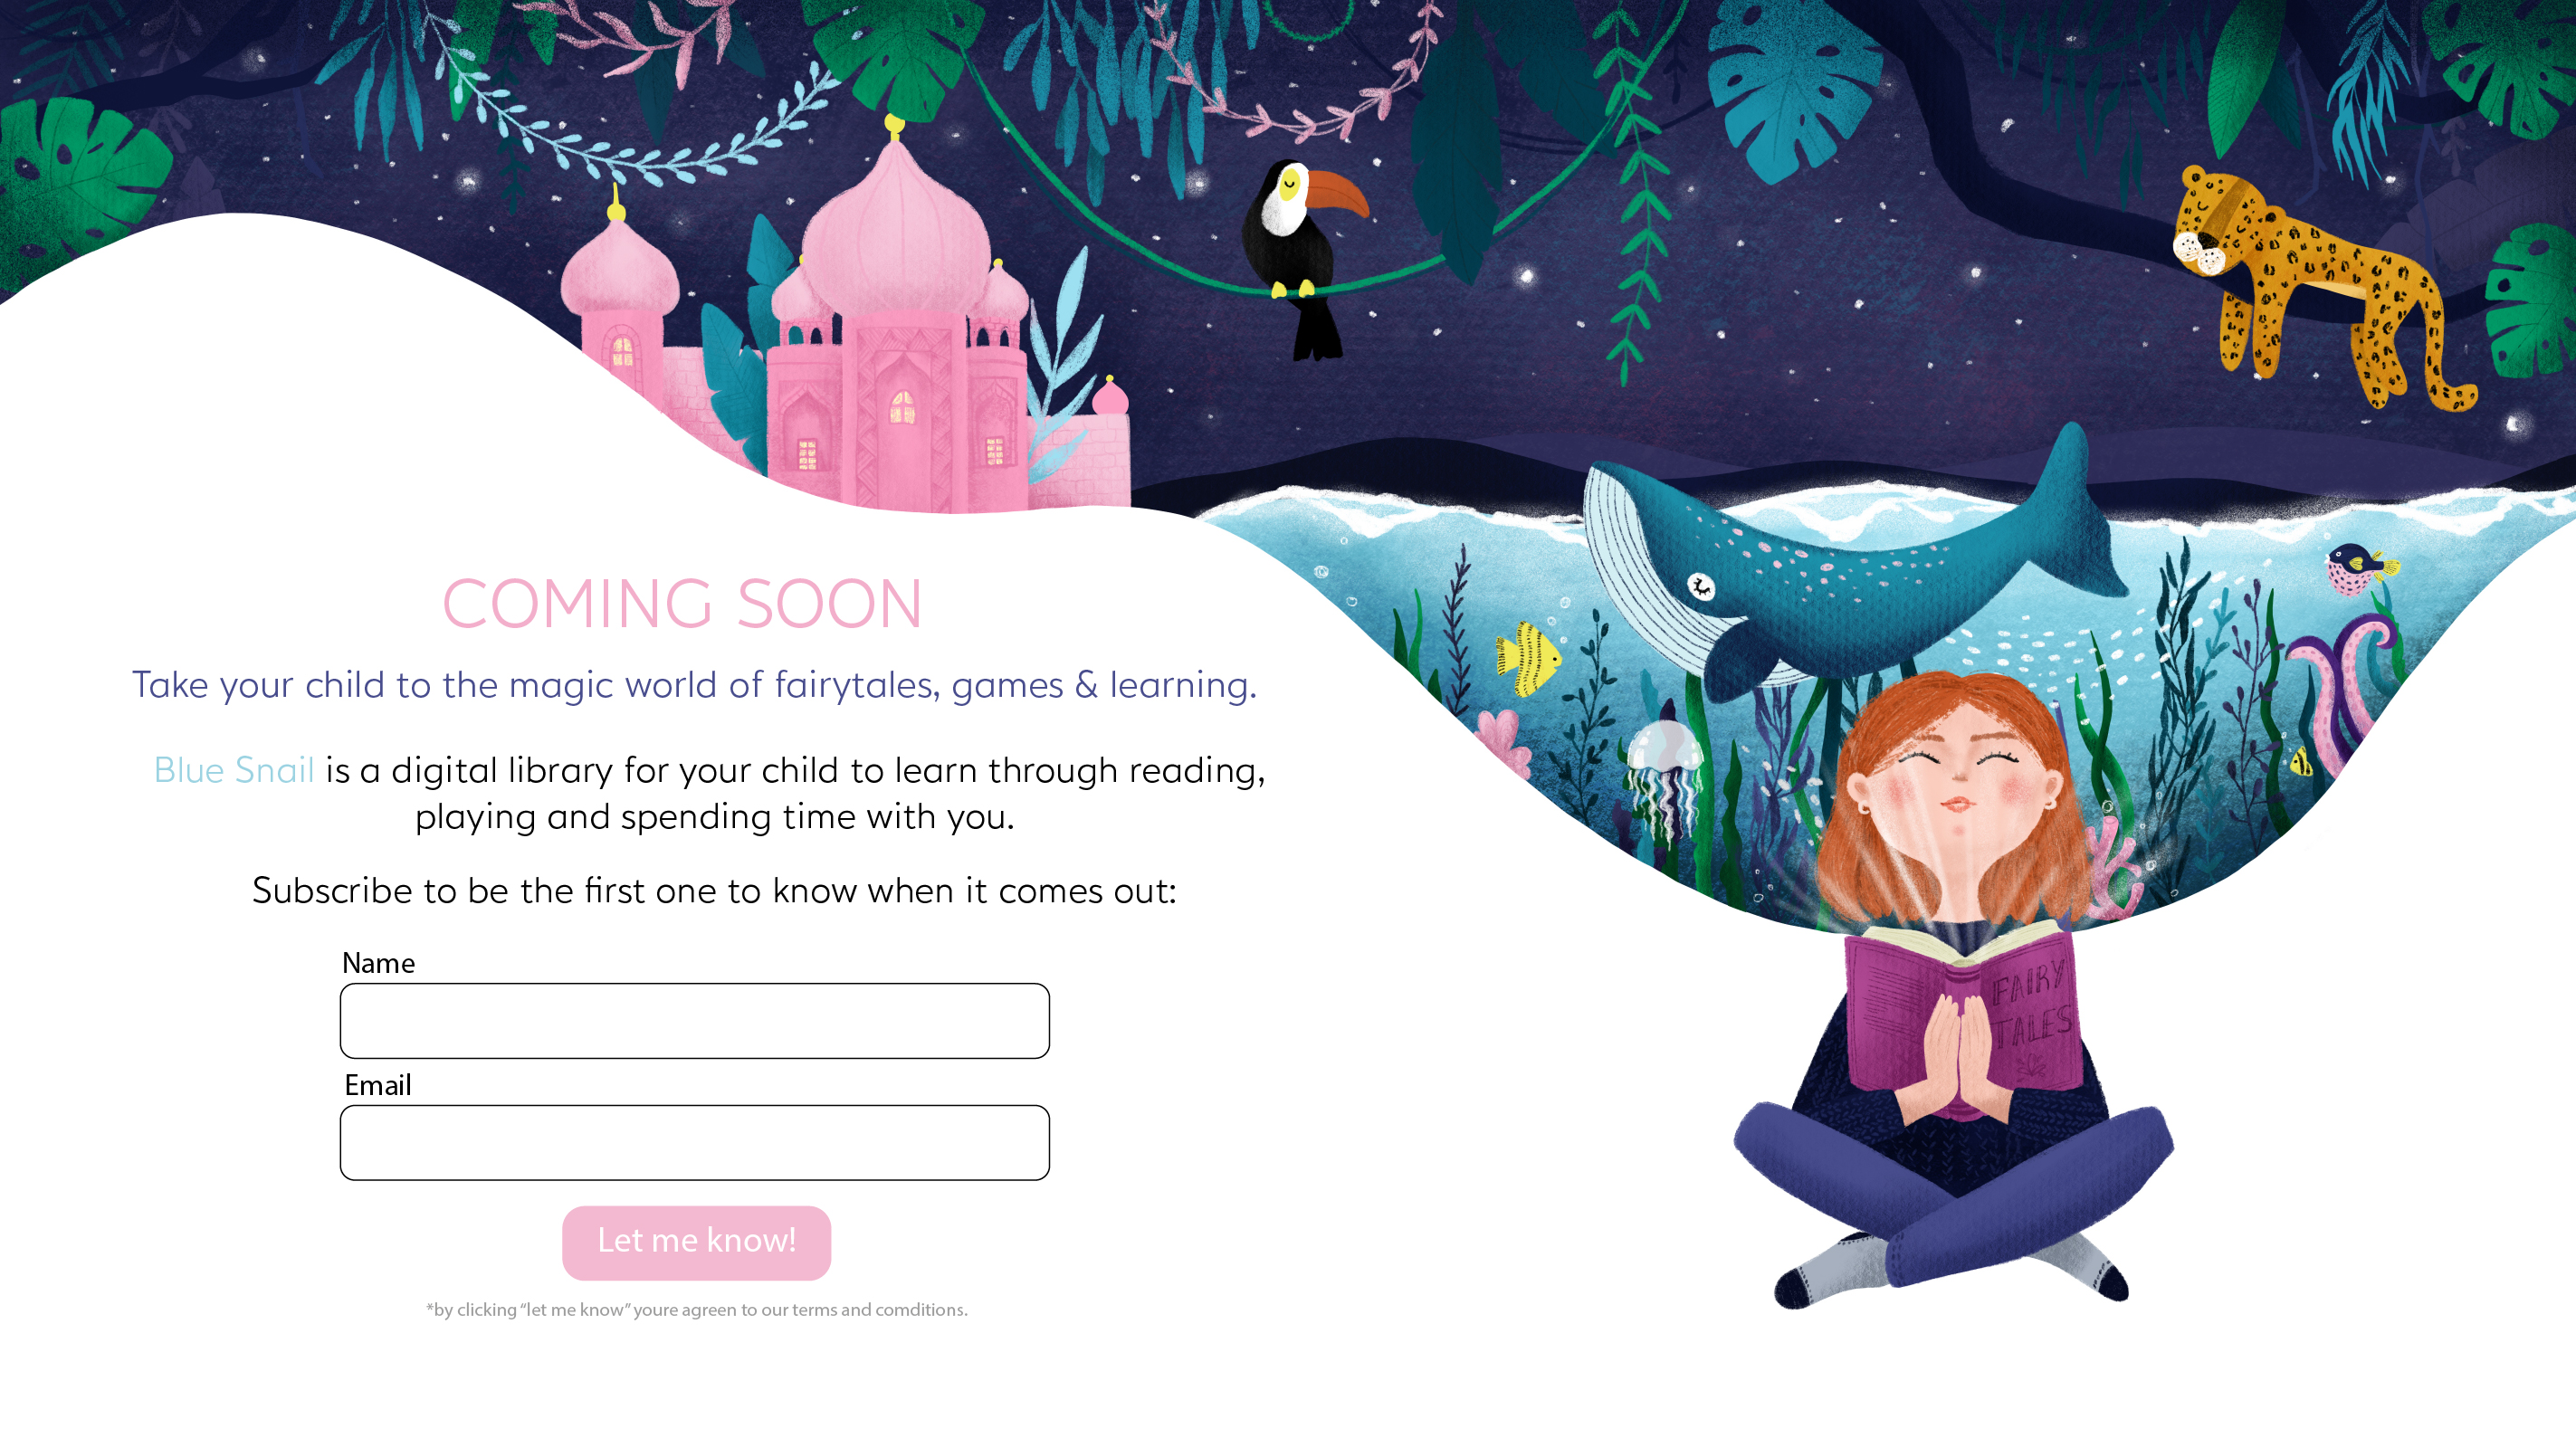 COMING SOON
Take your child to the magic world of fairytales, games & learning.
Blue Snail is a digital library for your child to learn through reading,
playing and spending time with you.
Subscribe to be the first one to know when it comes out:
Name
Email
Let me know!
*by clicking “let me know” youre agreen to our terms and comditions.
FAIRY
TALES